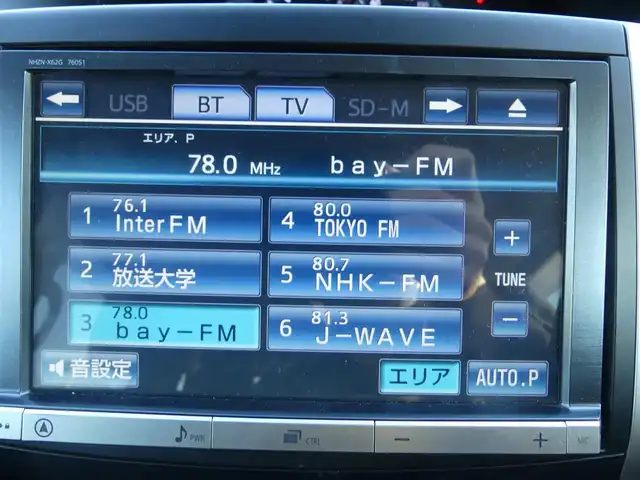 NHZN-X62G 76051
USB BT TV SD-M
エリア.P
78.0 MHz bay-FM
1 76.1 InterFM
4 80.0 TOKYO FM
2 77.1 放送大学
5 80.7 NHK-FM
+
TUNE
−
3 78.0 bay-FM
6 81.3 J-WAVE
音設定
エリア AUTO.P
PWR CTRL − +